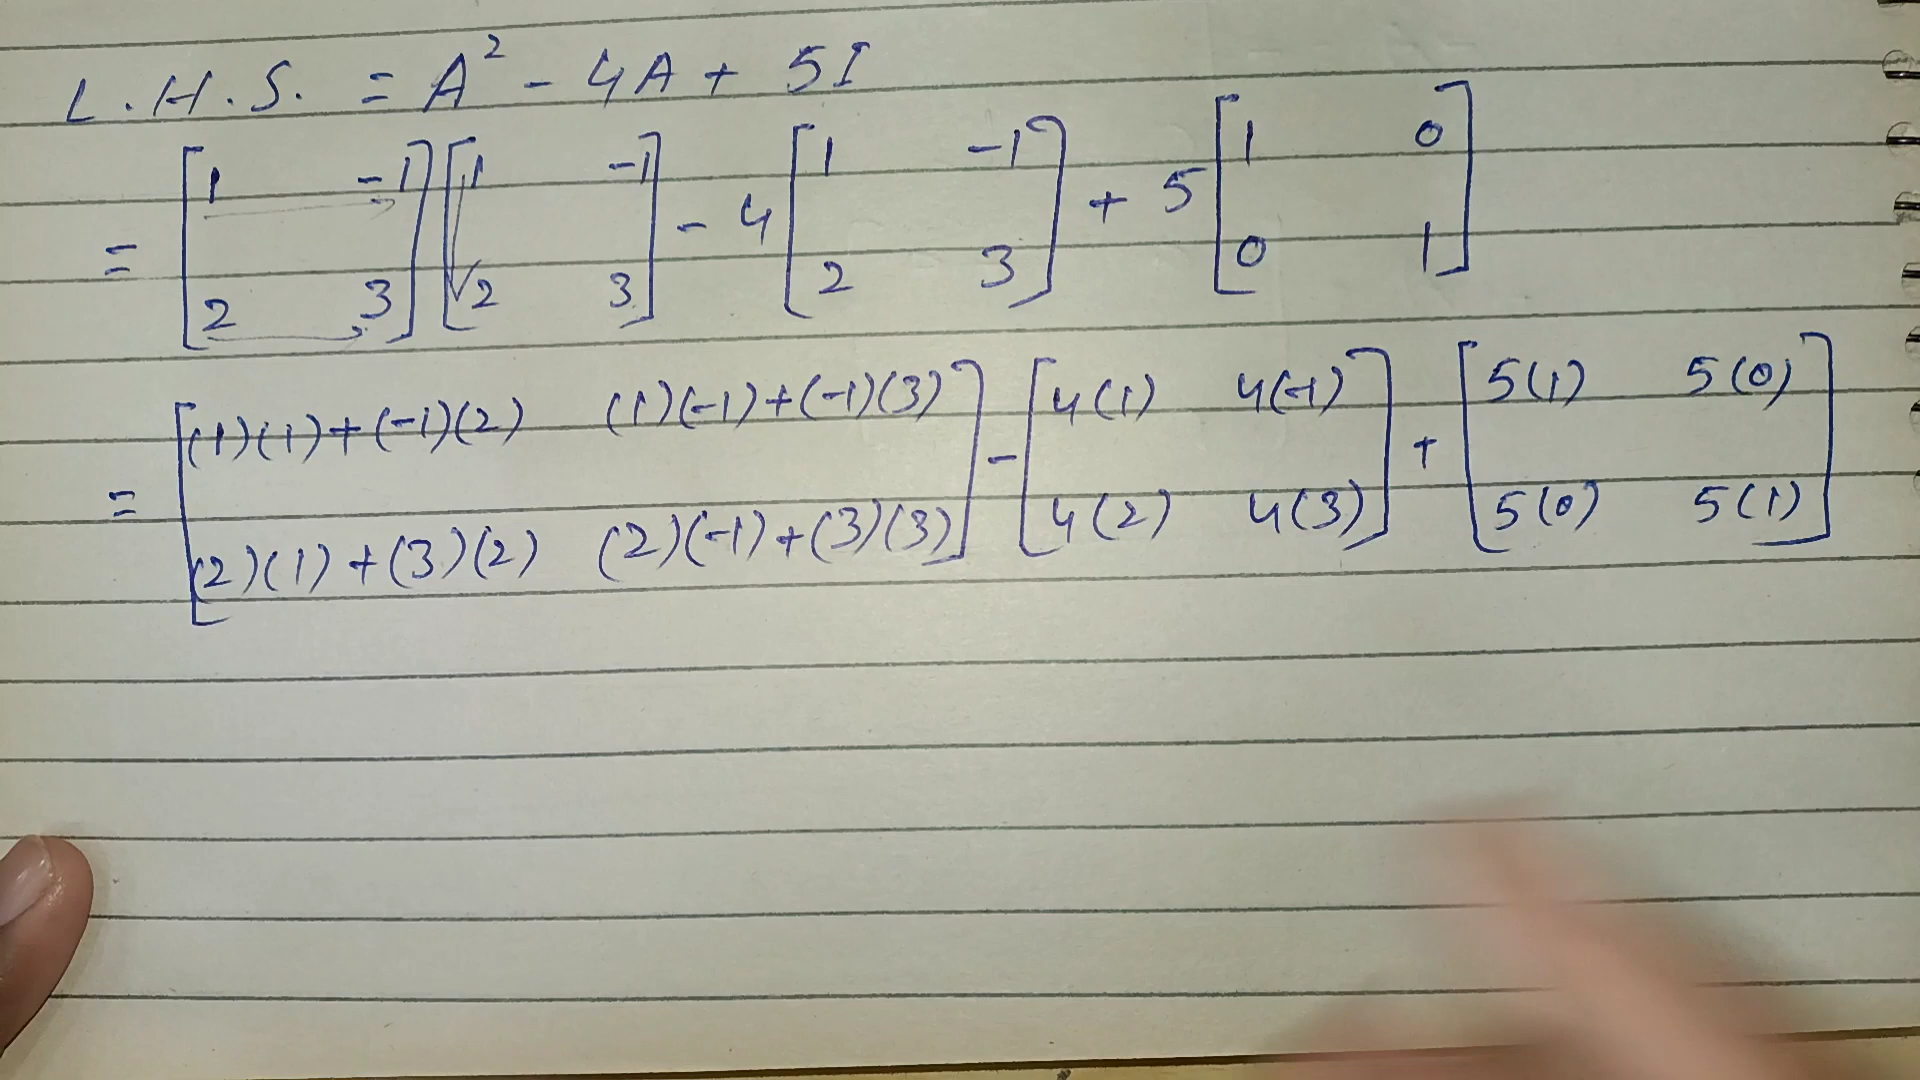 L.H.S. = A² - 4A + 5I
= [1 -1 2 3] [1 -1 2 3] - 4 [1 -1 2 3] + 5 [1 0 0 1]
= [(1)(1)+(-1)(2) (1)(-1)+(-1)(3) (2)(1)+(3)(2) (2)(-1)+(3)(3)] - [4(1) 4(-1) 4(2) 4(3)] + [5(1) 5(0) 5(0) 5(1)]